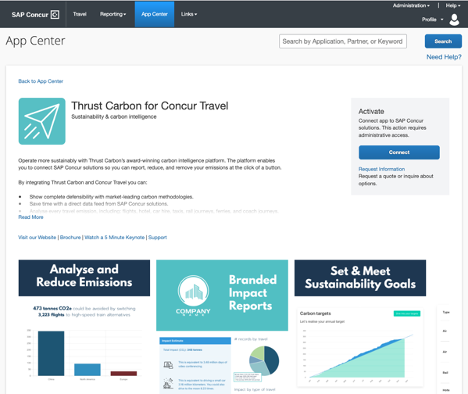 SAP Concur C
Travel
Reporting
App Center
Links
Administration
Help
Profile
App Center
Search by Application, Partner, or Keyword
Search
Need Help?
Back to App Center
Thrust Carbon for Concur Travel
Sustainability & carbon intelligence
Operate more sustainably with Thrust Carbon's award-winning carbon intelligence platform. The platform enables
you to connect SAP Concur solutions so you can report, reduce, and remove your emissions at the click of a button.
By integrating Thrust Carbon and Concur Travel you can:
Show complete defensibility with market-leading carbon methodologies.
Save time with a direct data feed from SAP Concur solutions.
Read More
Visit our Website | Brochure | Watch a 5 Minute Keynote | Support
Activate
Connect app to SAP Concur
solutions. This action requires
administrative access.
Connect
Request Information
Request a quote or inquire about
options.
Analyse and
Reduce Emissions
473 tonnes CO2e could be avoided by switching
3,223 flights to high-speed train alternatives
COMPANY
Branded
Impact
Reports
Set & Meet
Sustainability Goals
Carbon targets
Let's make your annual target